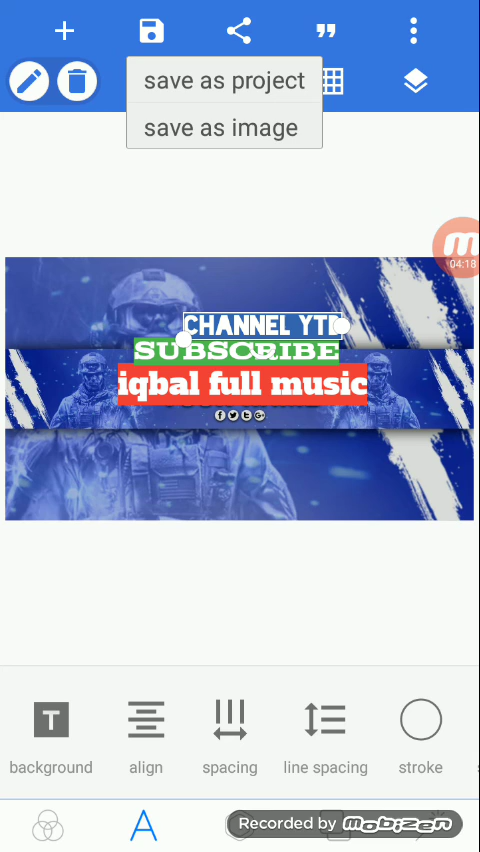 save as project
save as image
04:18
CHANNEL YTB
SUBSCRIBE
iqbal full music
background
align
spacing
line spacing
stroke
Recorded by mobizen